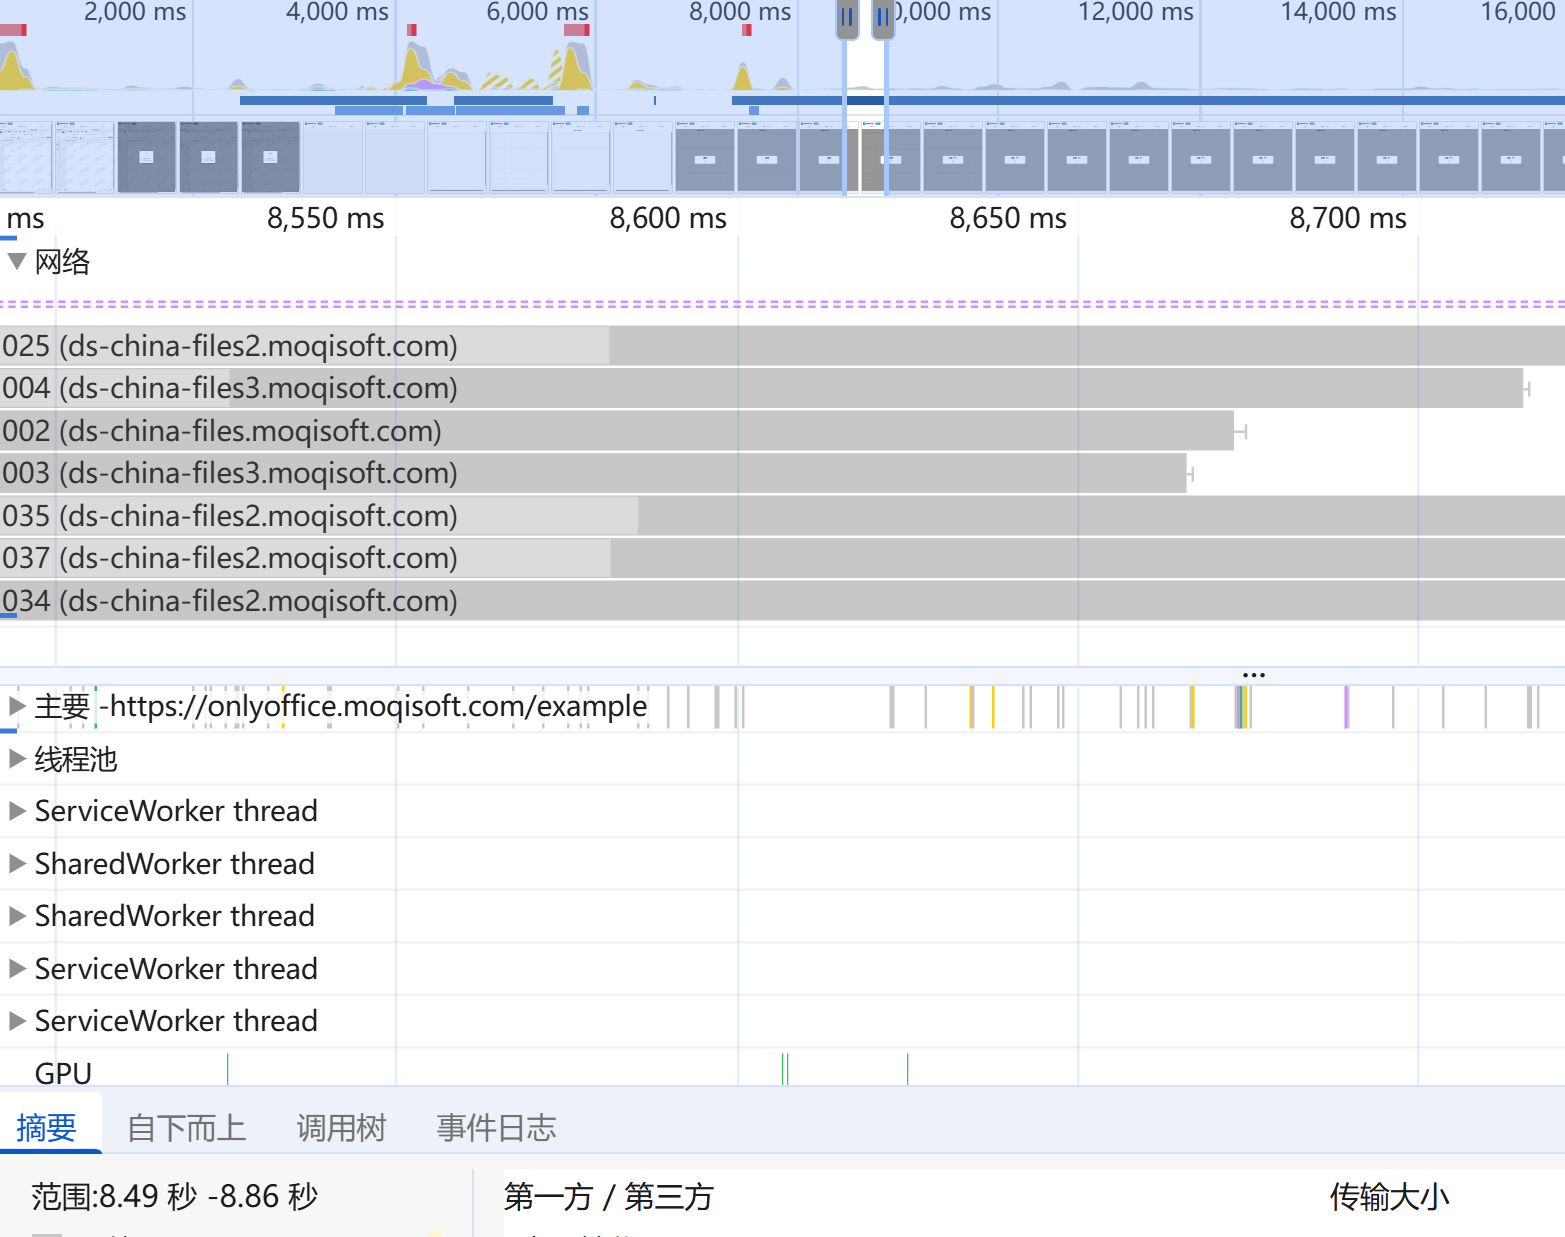 2,000 ms 4,000 ms 6,000 ms 8,000 ms 0,000 ms 12,000 ms 14,000 ms 16,000
ms 8,550 ms 8,600 ms 8,650 ms 8,700 ms
网络
025 (ds-china-files2.moqisoft.com)
004 (ds-china-files3.moqisoft.com)
002 (ds-china-files.moqisoft.com)
003 (ds-china-files3.moqisoft.com)
035 (ds-china-files2.moqisoft.com)
037 (ds-china-files2.moqisoft.com)
034 (ds-china-files2.moqisoft.com)
...
主要 -https://onlyoffice.moqisoft.com/example
线程池
ServiceWorker thread
SharedWorker thread
SharedWorker thread
ServiceWorker thread
ServiceWorker thread
GPU
摘要 自下而上 调用树 事件日志
范围:8.49 秒 -8.86 秒 第一方 / 第三方 传输大小